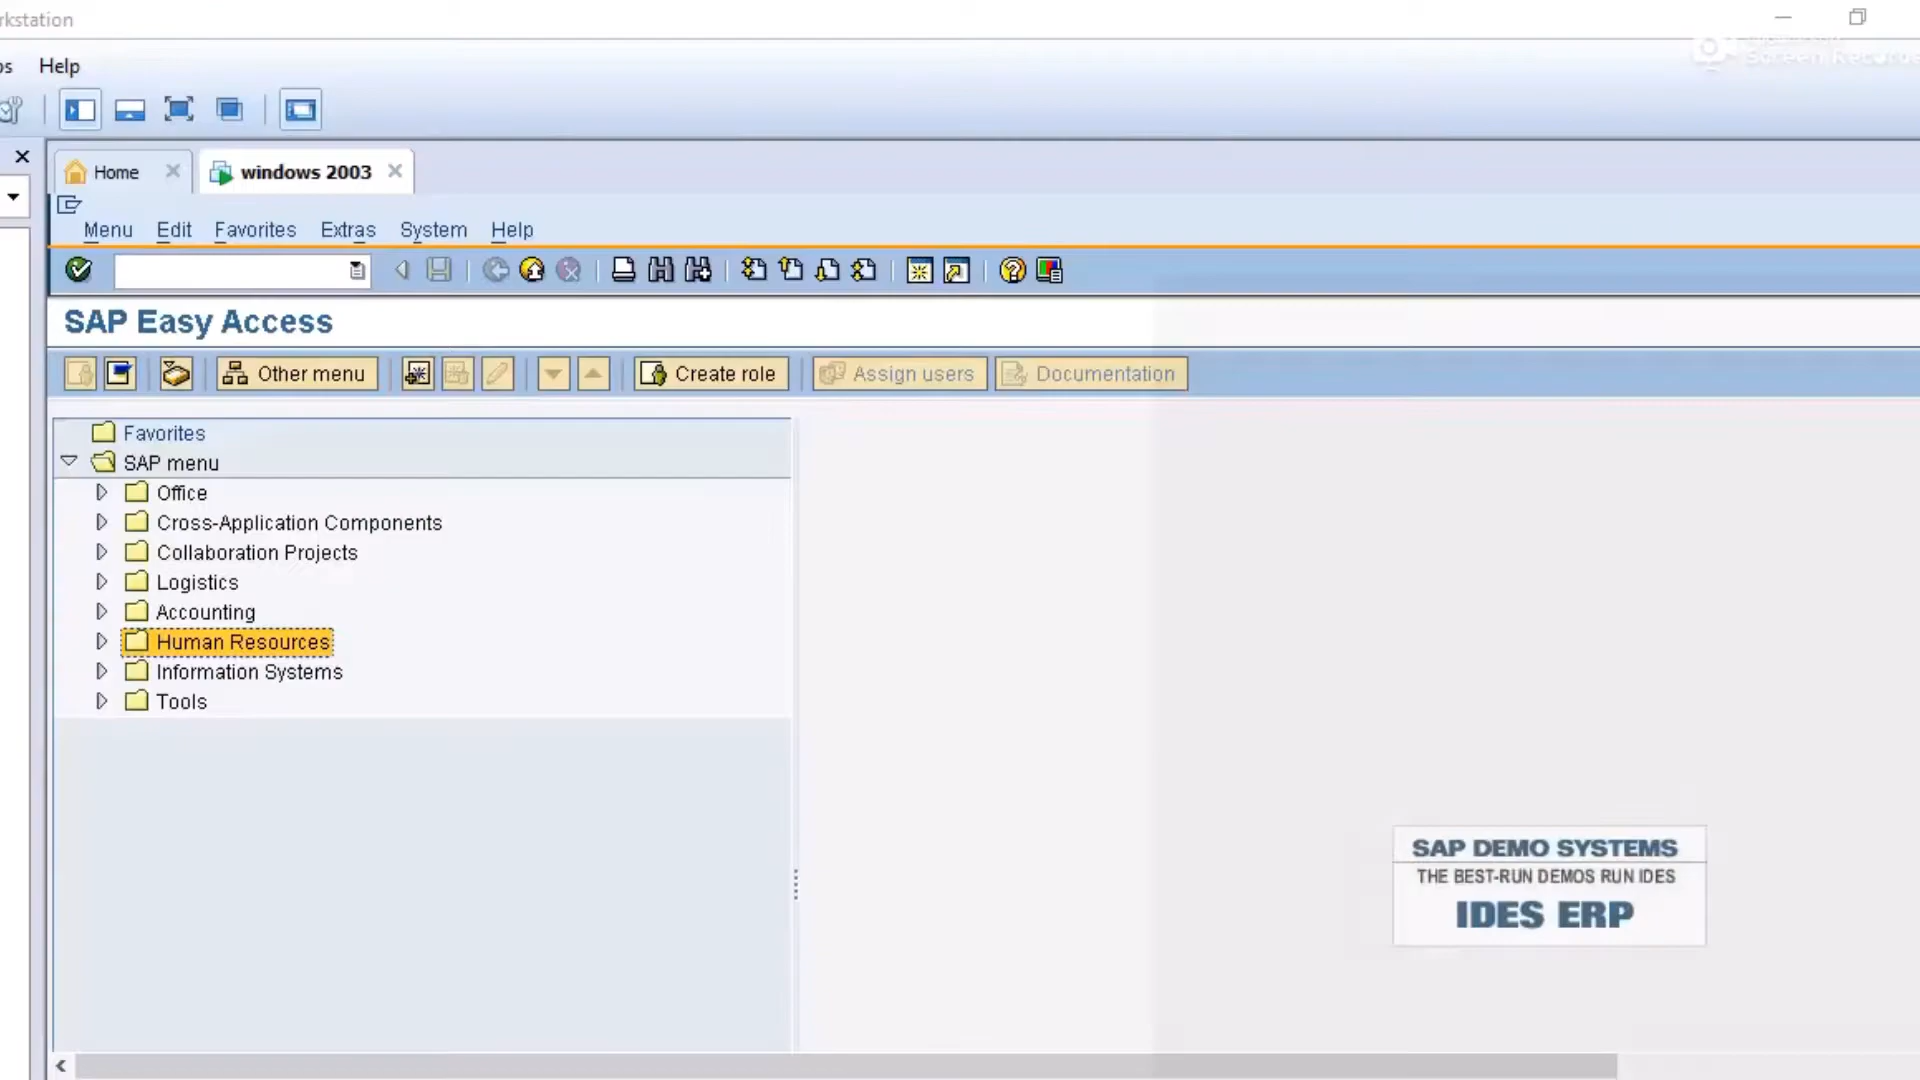 rkstation
Help
Home
windows 2003
Menu Edit Favorites Extras System Help
SAP Easy Access
Other menu Create role Assign users Documentation
Favorites
SAP menu
Office
Cross-Application Components
Collaboration Projects
Logistics
Accounting
Human Resources
Information Systems
Tools
SAP DEMO SYSTEMS
THE BEST-RUN DEMOS RUN IDES
IDES ERP